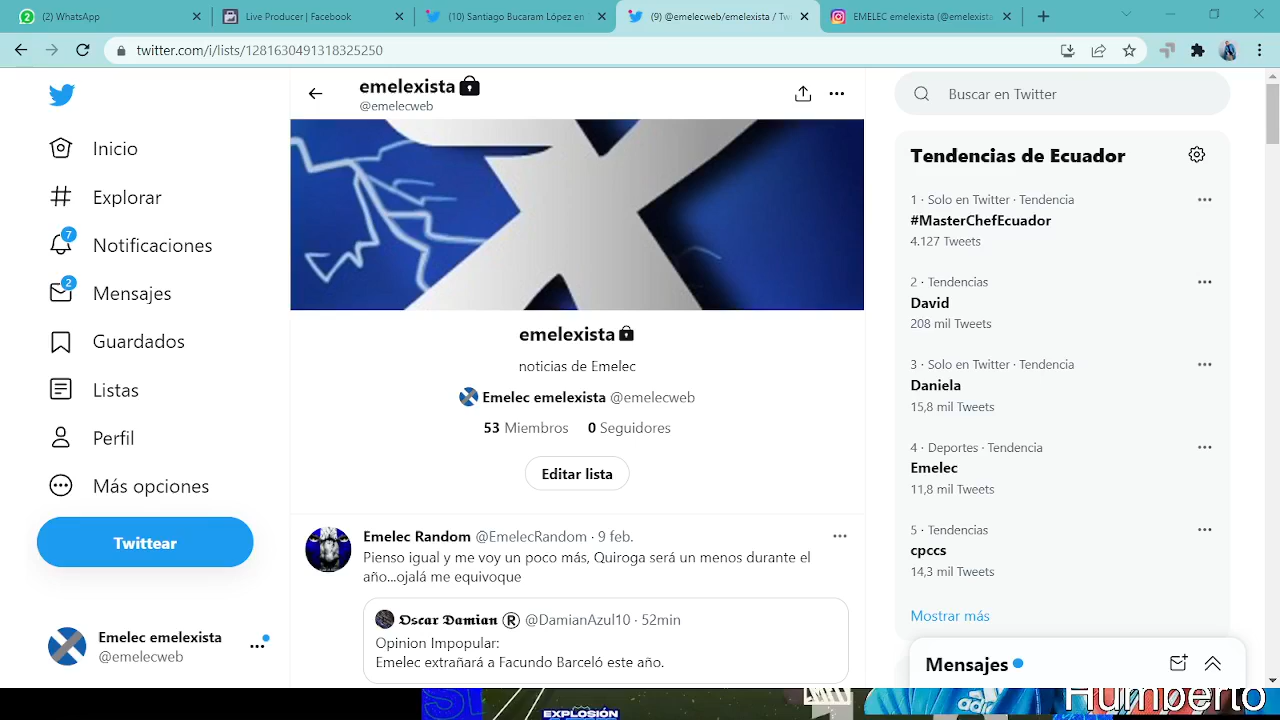 2 (2) WhatsApp
Live Producer | Facebook
(10) Santiago Bucaram López en
(9) @emelecweb/emelexista / Tw
EMELEC emelexista (@emelexista
twitter.com/i/lists/1281630491318325250
emelexista
@emelecweb
Buscar en Twitter
Inicio
Explorar
7 Notificaciones
2 Mensajes
Guardados
Listas
Perfil
Más opciones
Twittear
Emelec emelexista
@emelecweb
emelexista
noticias de Emelec
Emelec emelexista @emelecweb
53 Miembros 0 Seguidores
Editar lista
Emelec Random @EmelecRandom · 9 feb.
Pienso igual y me voy un poco más, Quiroga será un menos durante el
año...ojalá me equivoque
𝕺scar 𝕯amian Ⓡ @DamianAzul10 · 52min
Opinion Impopular:
Emelec extrañará a Facundo Barceló este año.
Tendencias de Ecuador
1 · Solo en Twitter · Tendencia
#MasterChefEcuador
4.127 Tweets
2 · Tendencias
David
208 mil Tweets
3 · Solo en Twitter · Tendencia
Daniela
15,8 mil Tweets
4 · Deportes · Tendencia
Emelec
11,8 mil Tweets
5 · Tendencias
cpccs
14,3 mil Tweets
Mostrar más
Mensajes
EXPLOSIÓN
adidas
Humberto